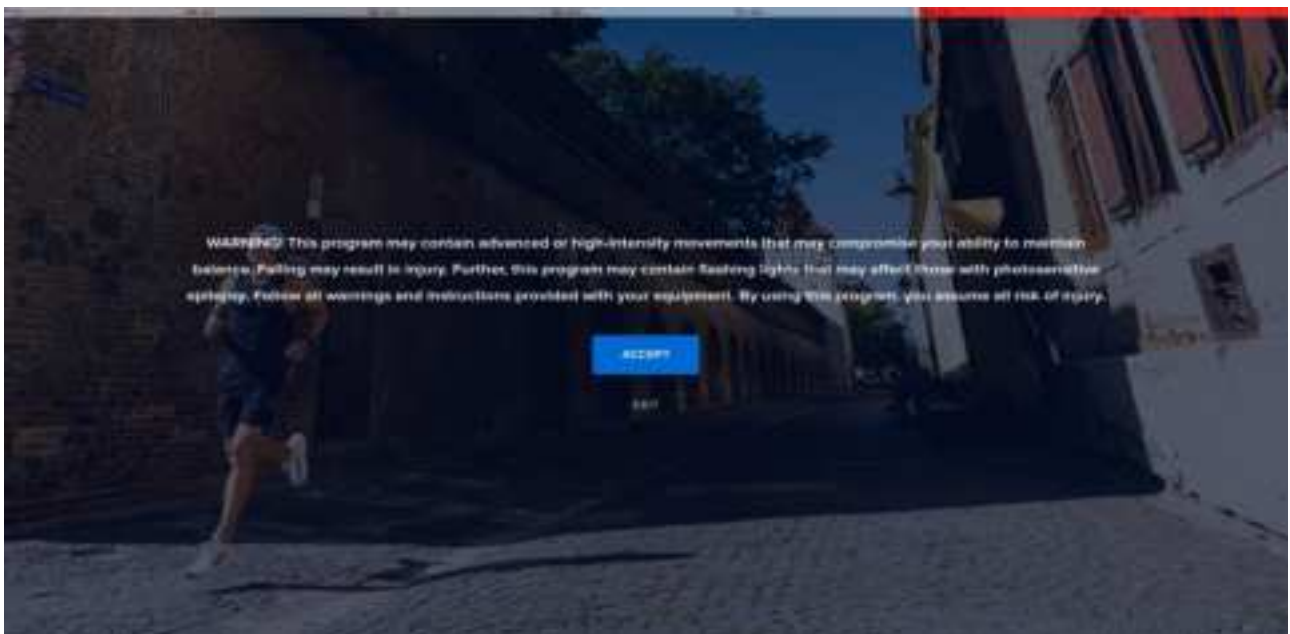 WARNING! This program may contain advanced or high-intensity movements that may compromise your ability to maintain
balance. Falling may result in injury. Further, this program may contain flashing lights that may affect those with photosensitive
epilepsy. Follow all warnings and instructions provided with your equipment. By using this program, you assume all risk of injury.
ACCEPT
EXIT